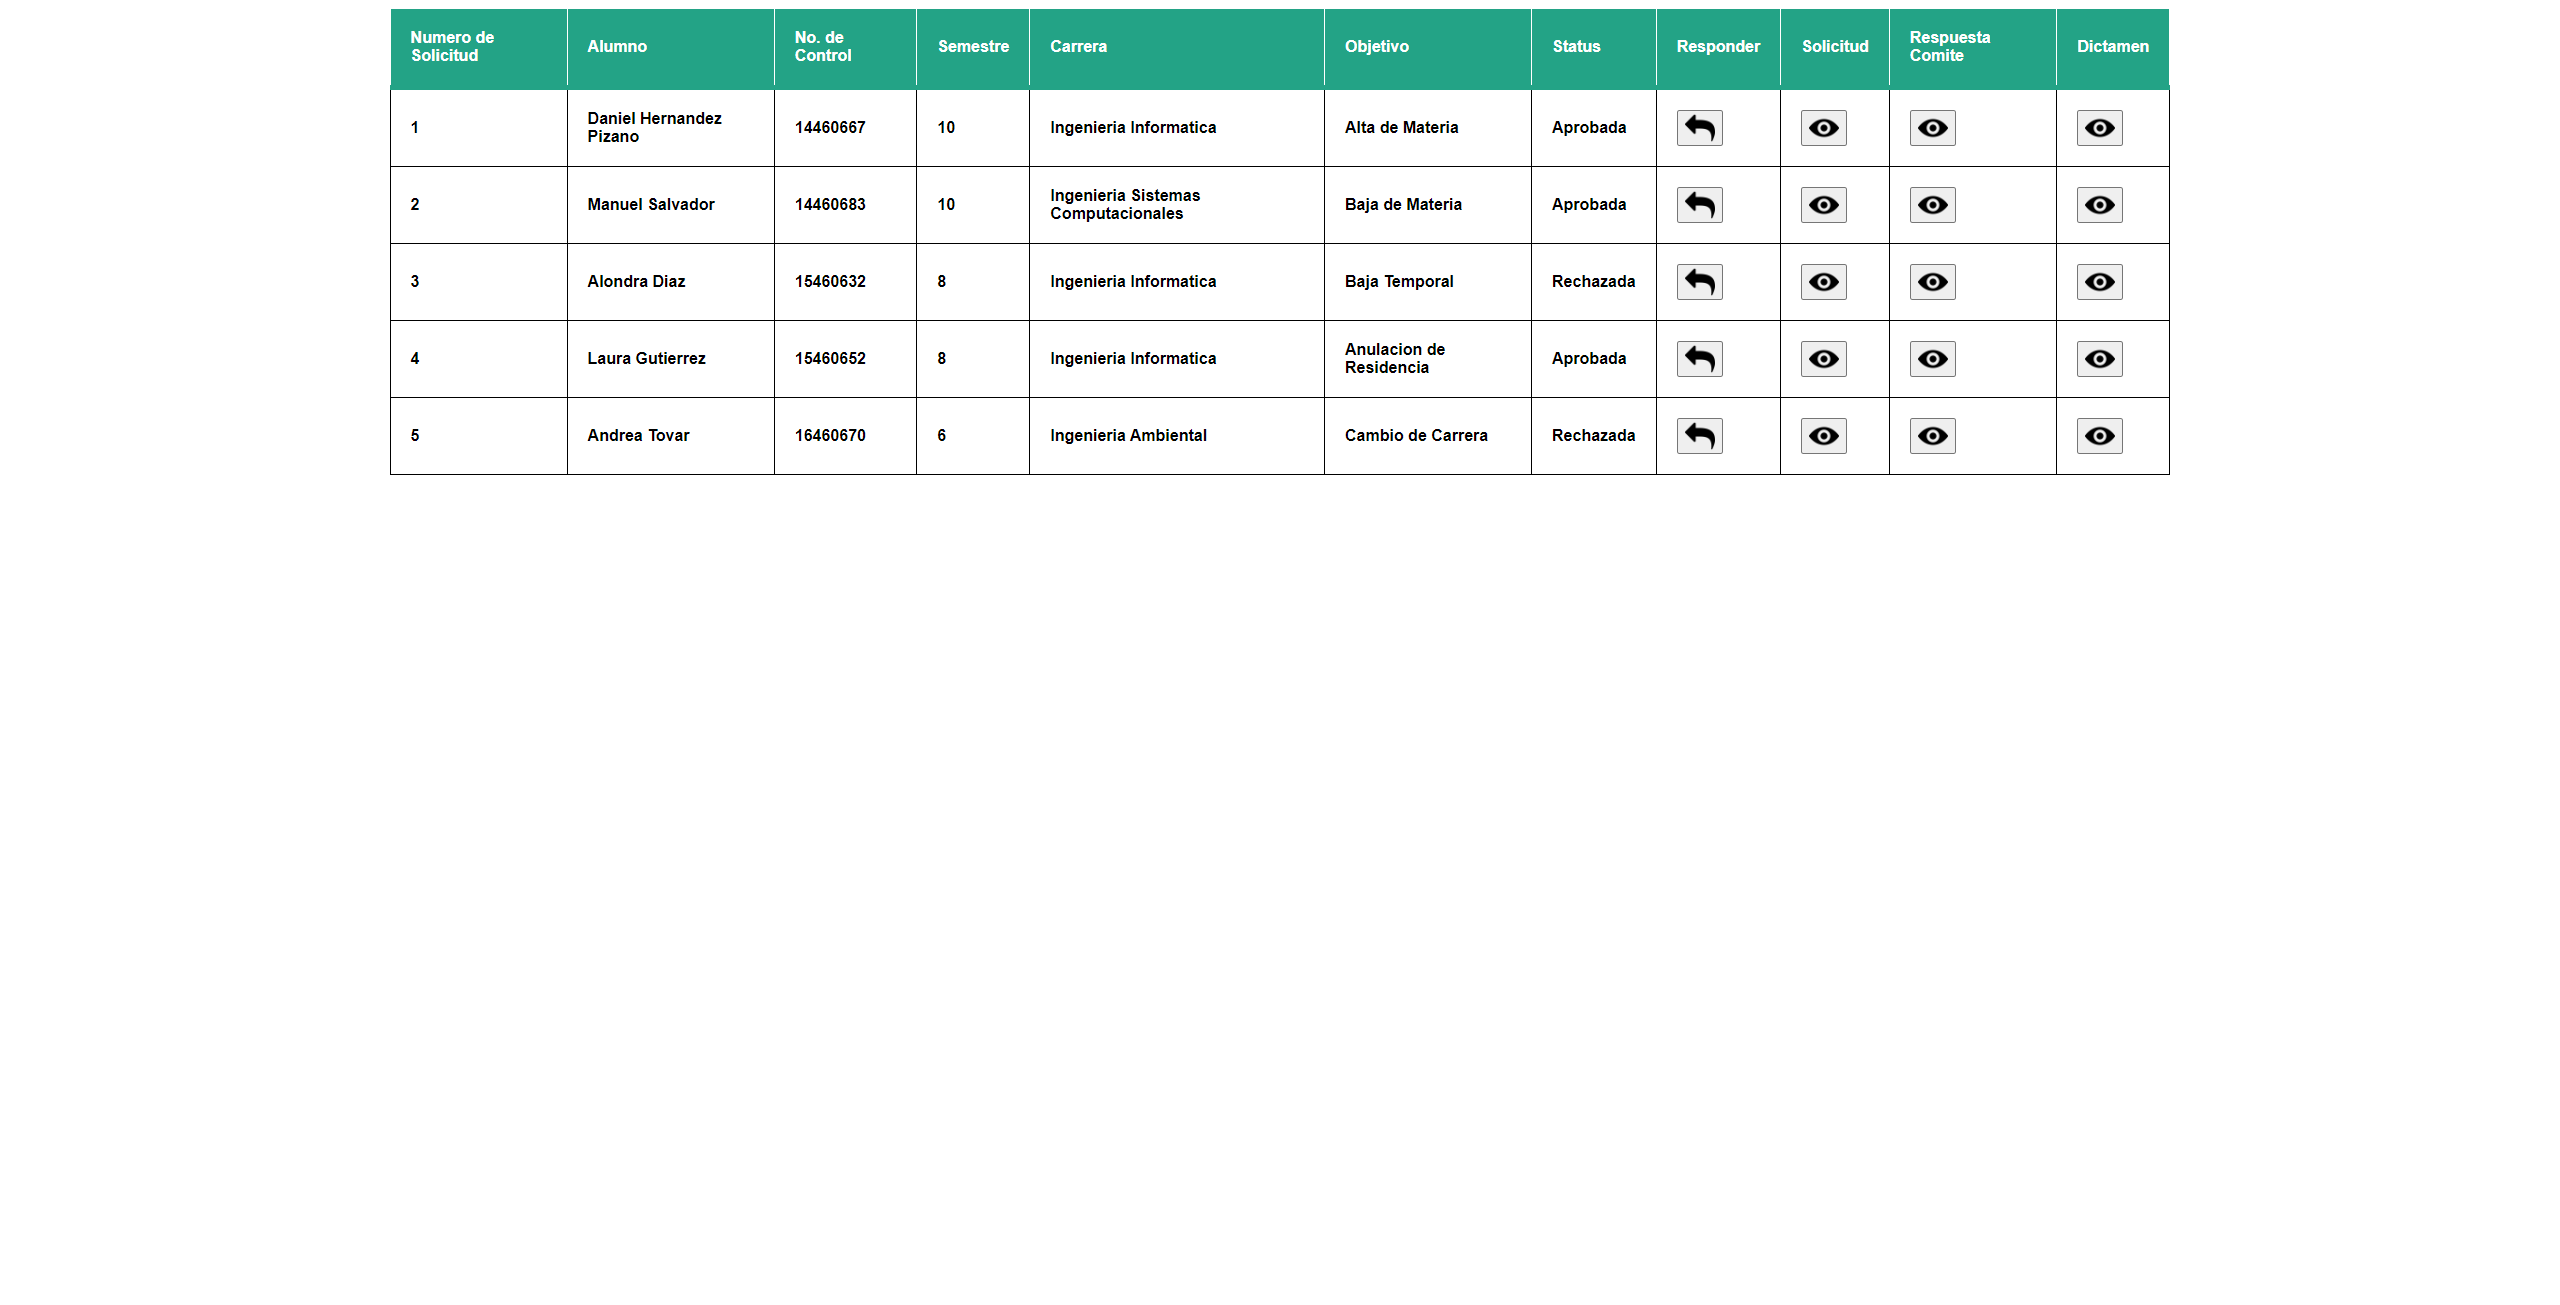 Numero de
Solicitud
Alumno
No. de
Control
Semestre
Carrera
Objetivo
Status
Responder
Solicitud
Respuesta
Comite
Dictamen
1
Daniel Hernandez
Pizano
14460667
10
Ingenieria Informatica
Alta de Materia
Aprobada
2
Manuel Salvador
14460683
10
Ingenieria Sistemas
Computacionales
Baja de Materia
Aprobada
3
Alondra Diaz
15460632
8
Ingenieria Informatica
Baja Temporal
Rechazada
4
Laura Gutierrez
15460652
8
Ingenieria Informatica
Anulacion de
Residencia
Aprobada
5
Andrea Tovar
16460670
6
Ingenieria Ambiental
Cambio de Carrera
Rechazada